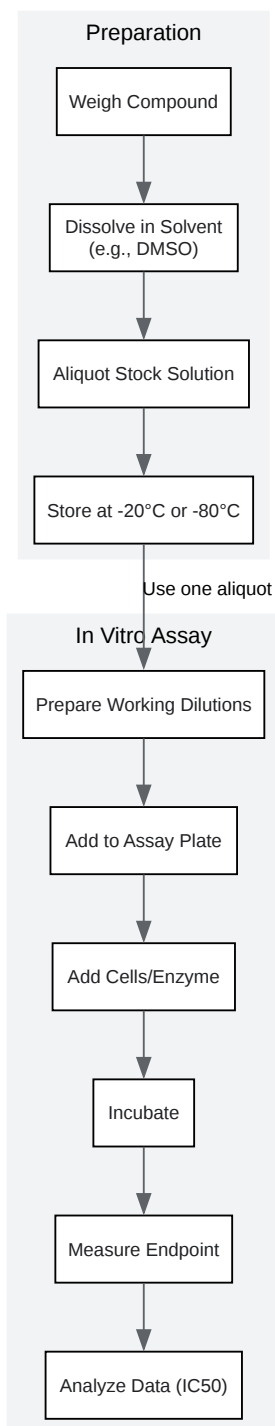 Preparation
Weigh Compound
Dissolve in Solvent
(e.g., DMSO)
Aliquot Stock Solution
Store at -20°C or -80°C
Use one aliquot
In Vitro Assay
Prepare Working Dilutions
Add to Assay Plate
Add Cells/Enzyme
Incubate
Measure Endpoint
Analyze Data (IC50)